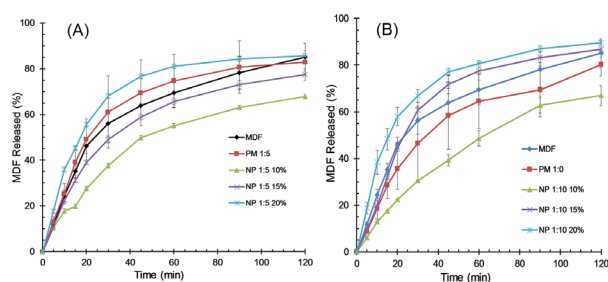 (A)
MDF Released (%)
100
80
60
40
20
0
0 20 40 60 80 100 120
Time (min)
MDF
PM 1:5
NP 1:5 10%
NP 1:5 15%
NP 1:5 20%
(B)
MDF Released (%)
100
80
60
40
20
0
0 20 40 60 80 100 120
Time (min)
MDF
PM 1:0
NP 1:10 10%
NP 1:10 15%
NP 1:10 20%